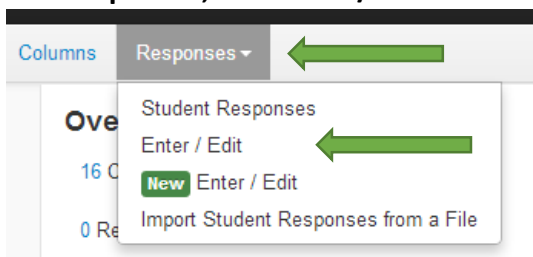 Columns Responses
Student Responses
Ove
Enter / Edit
16 C
New Enter / Edit
Import Student Responses from a File
0 Re